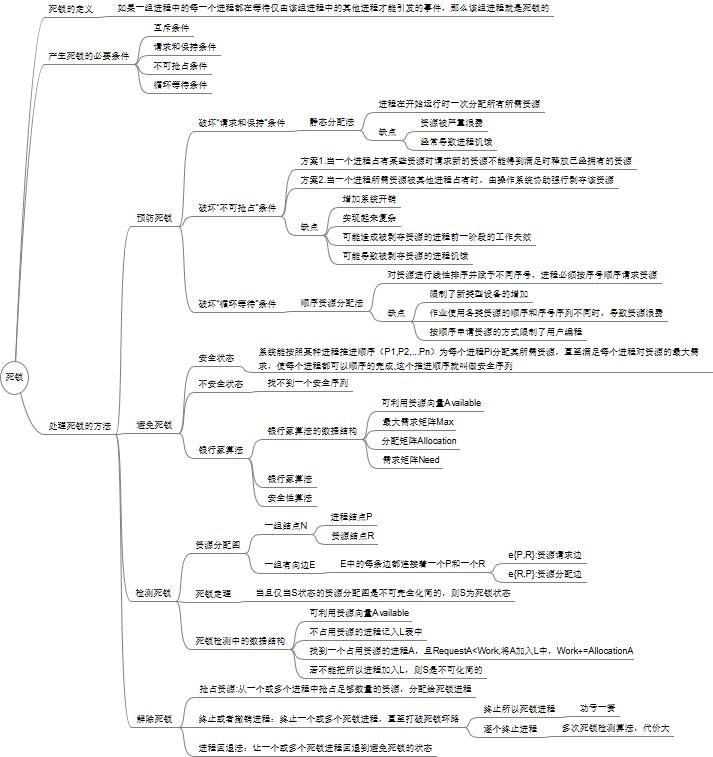 死锁
死锁的定义
如果一组进程中的每一个进程都在等待仅由该组进程中的其他进程才能引发的事件，那么该组进程就是死锁的
产生死锁的必要条件
互斥条件
请求和保持条件
不可抢占条件
循环等待条件
处理死锁的方法
预防死锁
破坏"请求和保持"条件
静态分配法
进程在开始运行时一次分配所有所需资源
缺点
资源被严重浪费
经常导致进程饥饿
破坏"不可抢占"条件
方案1.当一个进程占有某些资源时请求新的资源不能得到满足时释放已经拥有的资源
方案2.当一个进程所需资源被其他进程占有时，由操作系统协助强行剥夺该资源
缺点
增加系统开销
实现起来复杂
可能造成被剥夺资源的进程前一阶段的工作失效
可能导致被剥夺资源的进程饥饿
破坏"循环等待"条件
顺序资源分配法
对资源进行线性排序并赋予不同序号，进程必须按序号顺序请求资源
缺点
限制了新类型设备的增加
作业使用各类资源的顺序和序号序列不同时，导致资源浪费
按顺序申请资源的方式限制了用户编程
避免死锁
安全状态
系统能按照某种进程推进顺序（P1,P2,...Pn）为每个进程Pi分配其所需资源，直至满足每个进程对资源的最大需
求，使每个进程都可以顺序的完成,这个推进顺序就叫做安全序列
不安全状态
找不到一个安全序列
银行家算法
银行家算法的数据结构
可利用资源向量Available
最大需求矩阵Max
分配矩阵Allocation
需求矩阵Need
银行家算法
安全性算法
检测死锁
资源分配图
一组结点N
进程结点P
资源结点R
一组有向边E
E中的每条边都连接着一个P和一个R
e{P,R}:资源请求边
e{R,P}:资源分配边
死锁定理
当且仅当S状态的资源分配图是不可完全化简的，则S为死锁状态
死锁检测中的数据结构
可利用资源向量Available
不占用资源的进程记入L表中
找到一个占用资源的进程A，且RequestA<Work,将A加入L中，Work+=AllocationA
若不能把所以进程加入L，则S是不可化简的
解除死锁
抢占资源:从一个或多个进程中抢占足够数量的资源，分配给死锁进程
终止或者撤销进程：终止一个或多个死锁进程，直至打破死锁环路
终止所以死锁进程
功亏一篑
逐个终止进程
多次死锁检测算法，代价大
进程回退法：让一个或多个死锁进程回退到避免死锁的状态